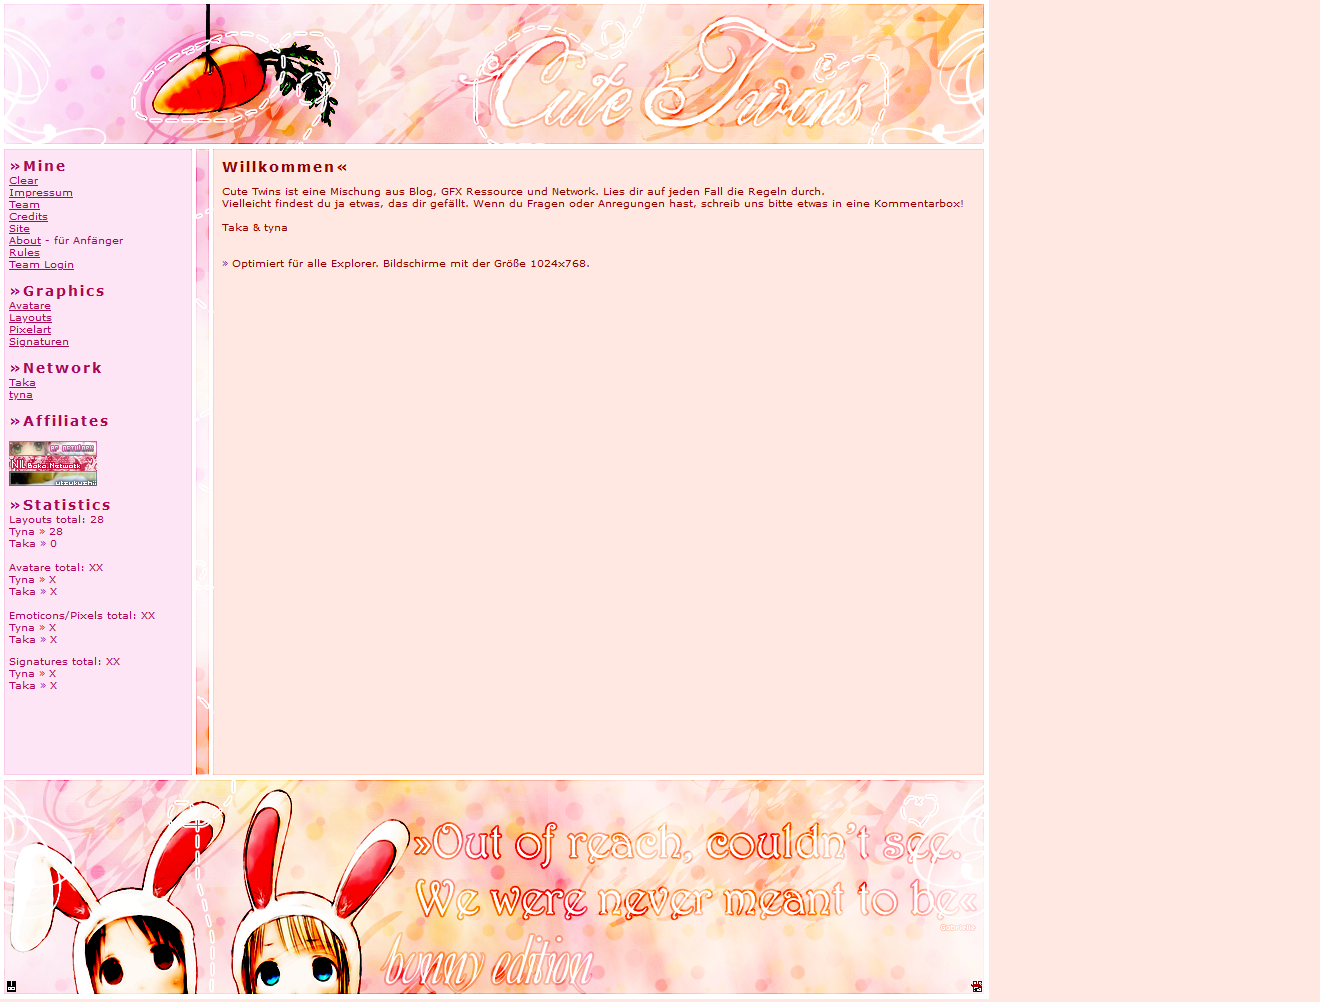 Cute Twins
»Mine
Clear
Impressum
Team
Credits
Site
About - für Anfänger
Rules
Team Login
»Graphics
Avatare
Layouts
Pixelart
Signaturen
»Network
Taka
tyna
»Affiliates
NL Baka Network
utsukushii
»Statistics
Layouts total: 28
Tyna » 28
Taka » 0
Avatare total: XX
Tyna » X
Taka » X
Emoticons/Pixels total: XX
Tyna » X
Taka » X
Signatures total: XX
Tyna » X
Taka » X
Willkommen«
Cute Twins ist eine Mischung aus Blog, GFX Ressource und Network. Lies dir auf jeden Fall die Regeln durch.
Vielleicht findest du ja etwas, das dir gefällt. Wenn du Fragen oder Anregungen hast, schreib uns bitte etwas in eine Kommentarbox!
Taka & tyna
» Optimiert für alle Explorer. Bildschirme mit der Größe 1024x768.
»Out of reach, couldn't see.
We were never meant to be«
bunny edition